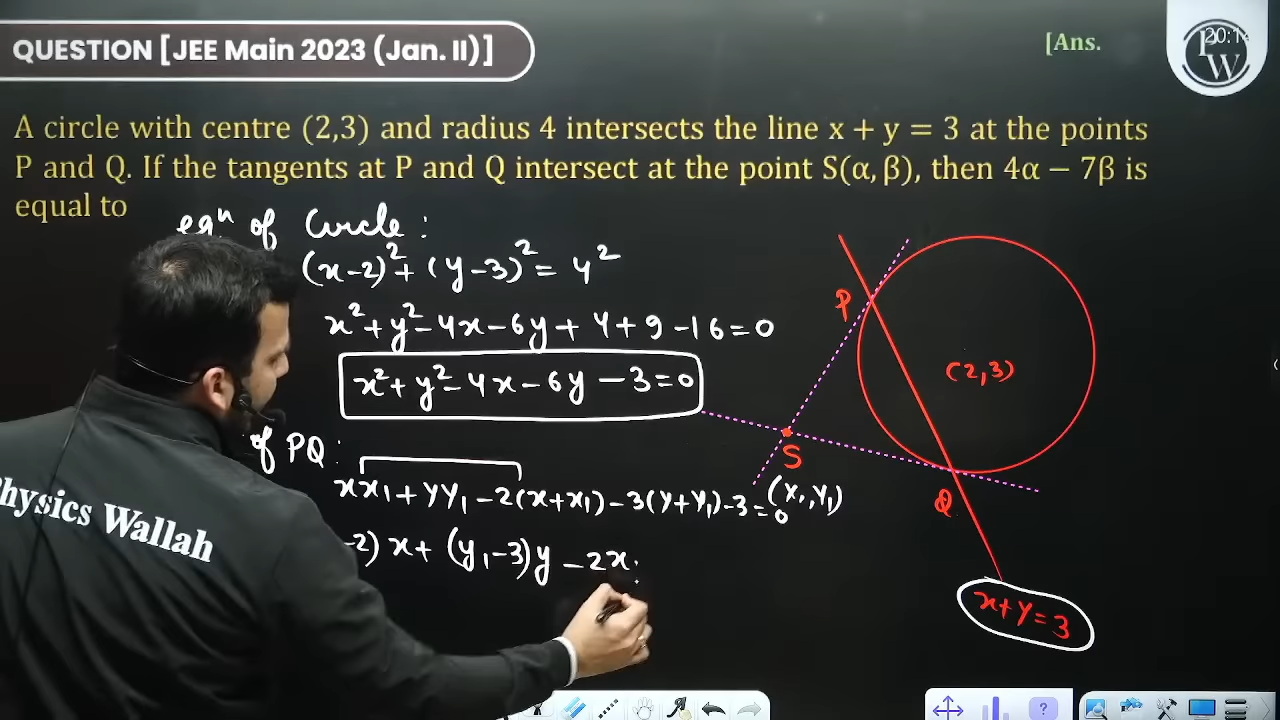 QUESTION [JEE Main 2023 (Jan. II)]
[Ans.
A circle with centre (2,3) and radius 4 intersects the line x + y = 3 at the points
P and Q. If the tangents at P and Q intersect at the point S(α, β), then 4α − 7β is
equal to
eqⁿ of Circle :
(x-2)² + (y-3)² = 4²
x² + y² - 4x - 6y + 4 + 9 - 16 = 0
x² + y² - 4x - 6y - 3 = 0
of PQ :
xx₁ + yy₁ - 2(x+x₁) - 3(y+y₁) - 3 = 0
-2) x + (y₁-3)y - 2x₁
P
(2,3)
S
(x₁, y₁)
Q
x+y=3
Physics Wallah
W
?